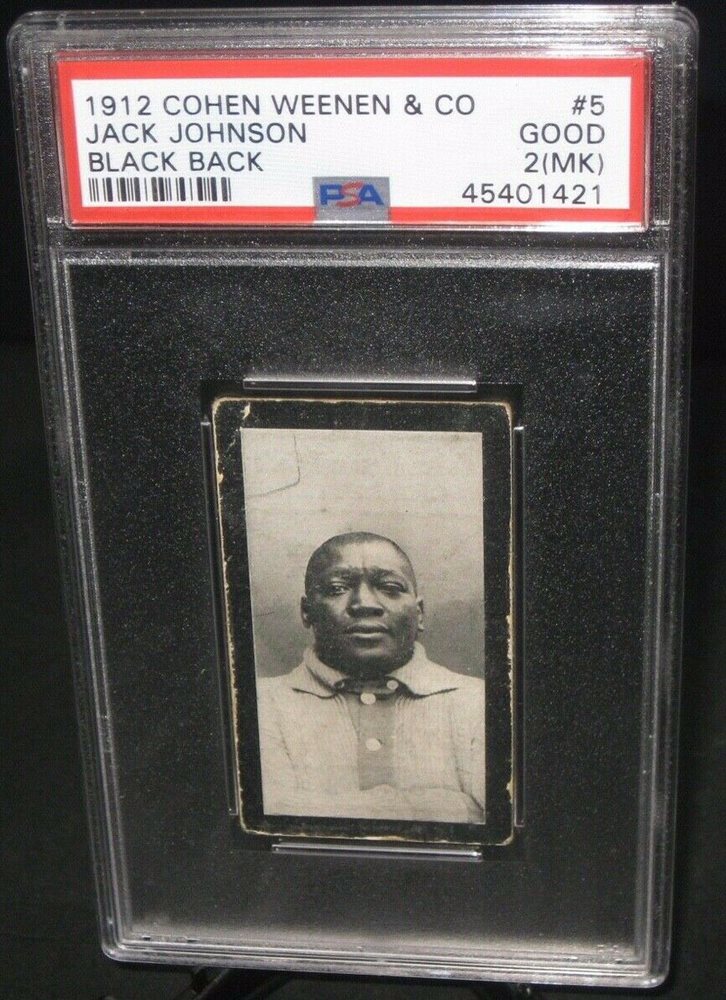 1912 COHEN WEENEN & CO #5
JACK JOHNSON GOOD
BLACK BACK 2(MK)
PSA 45401421